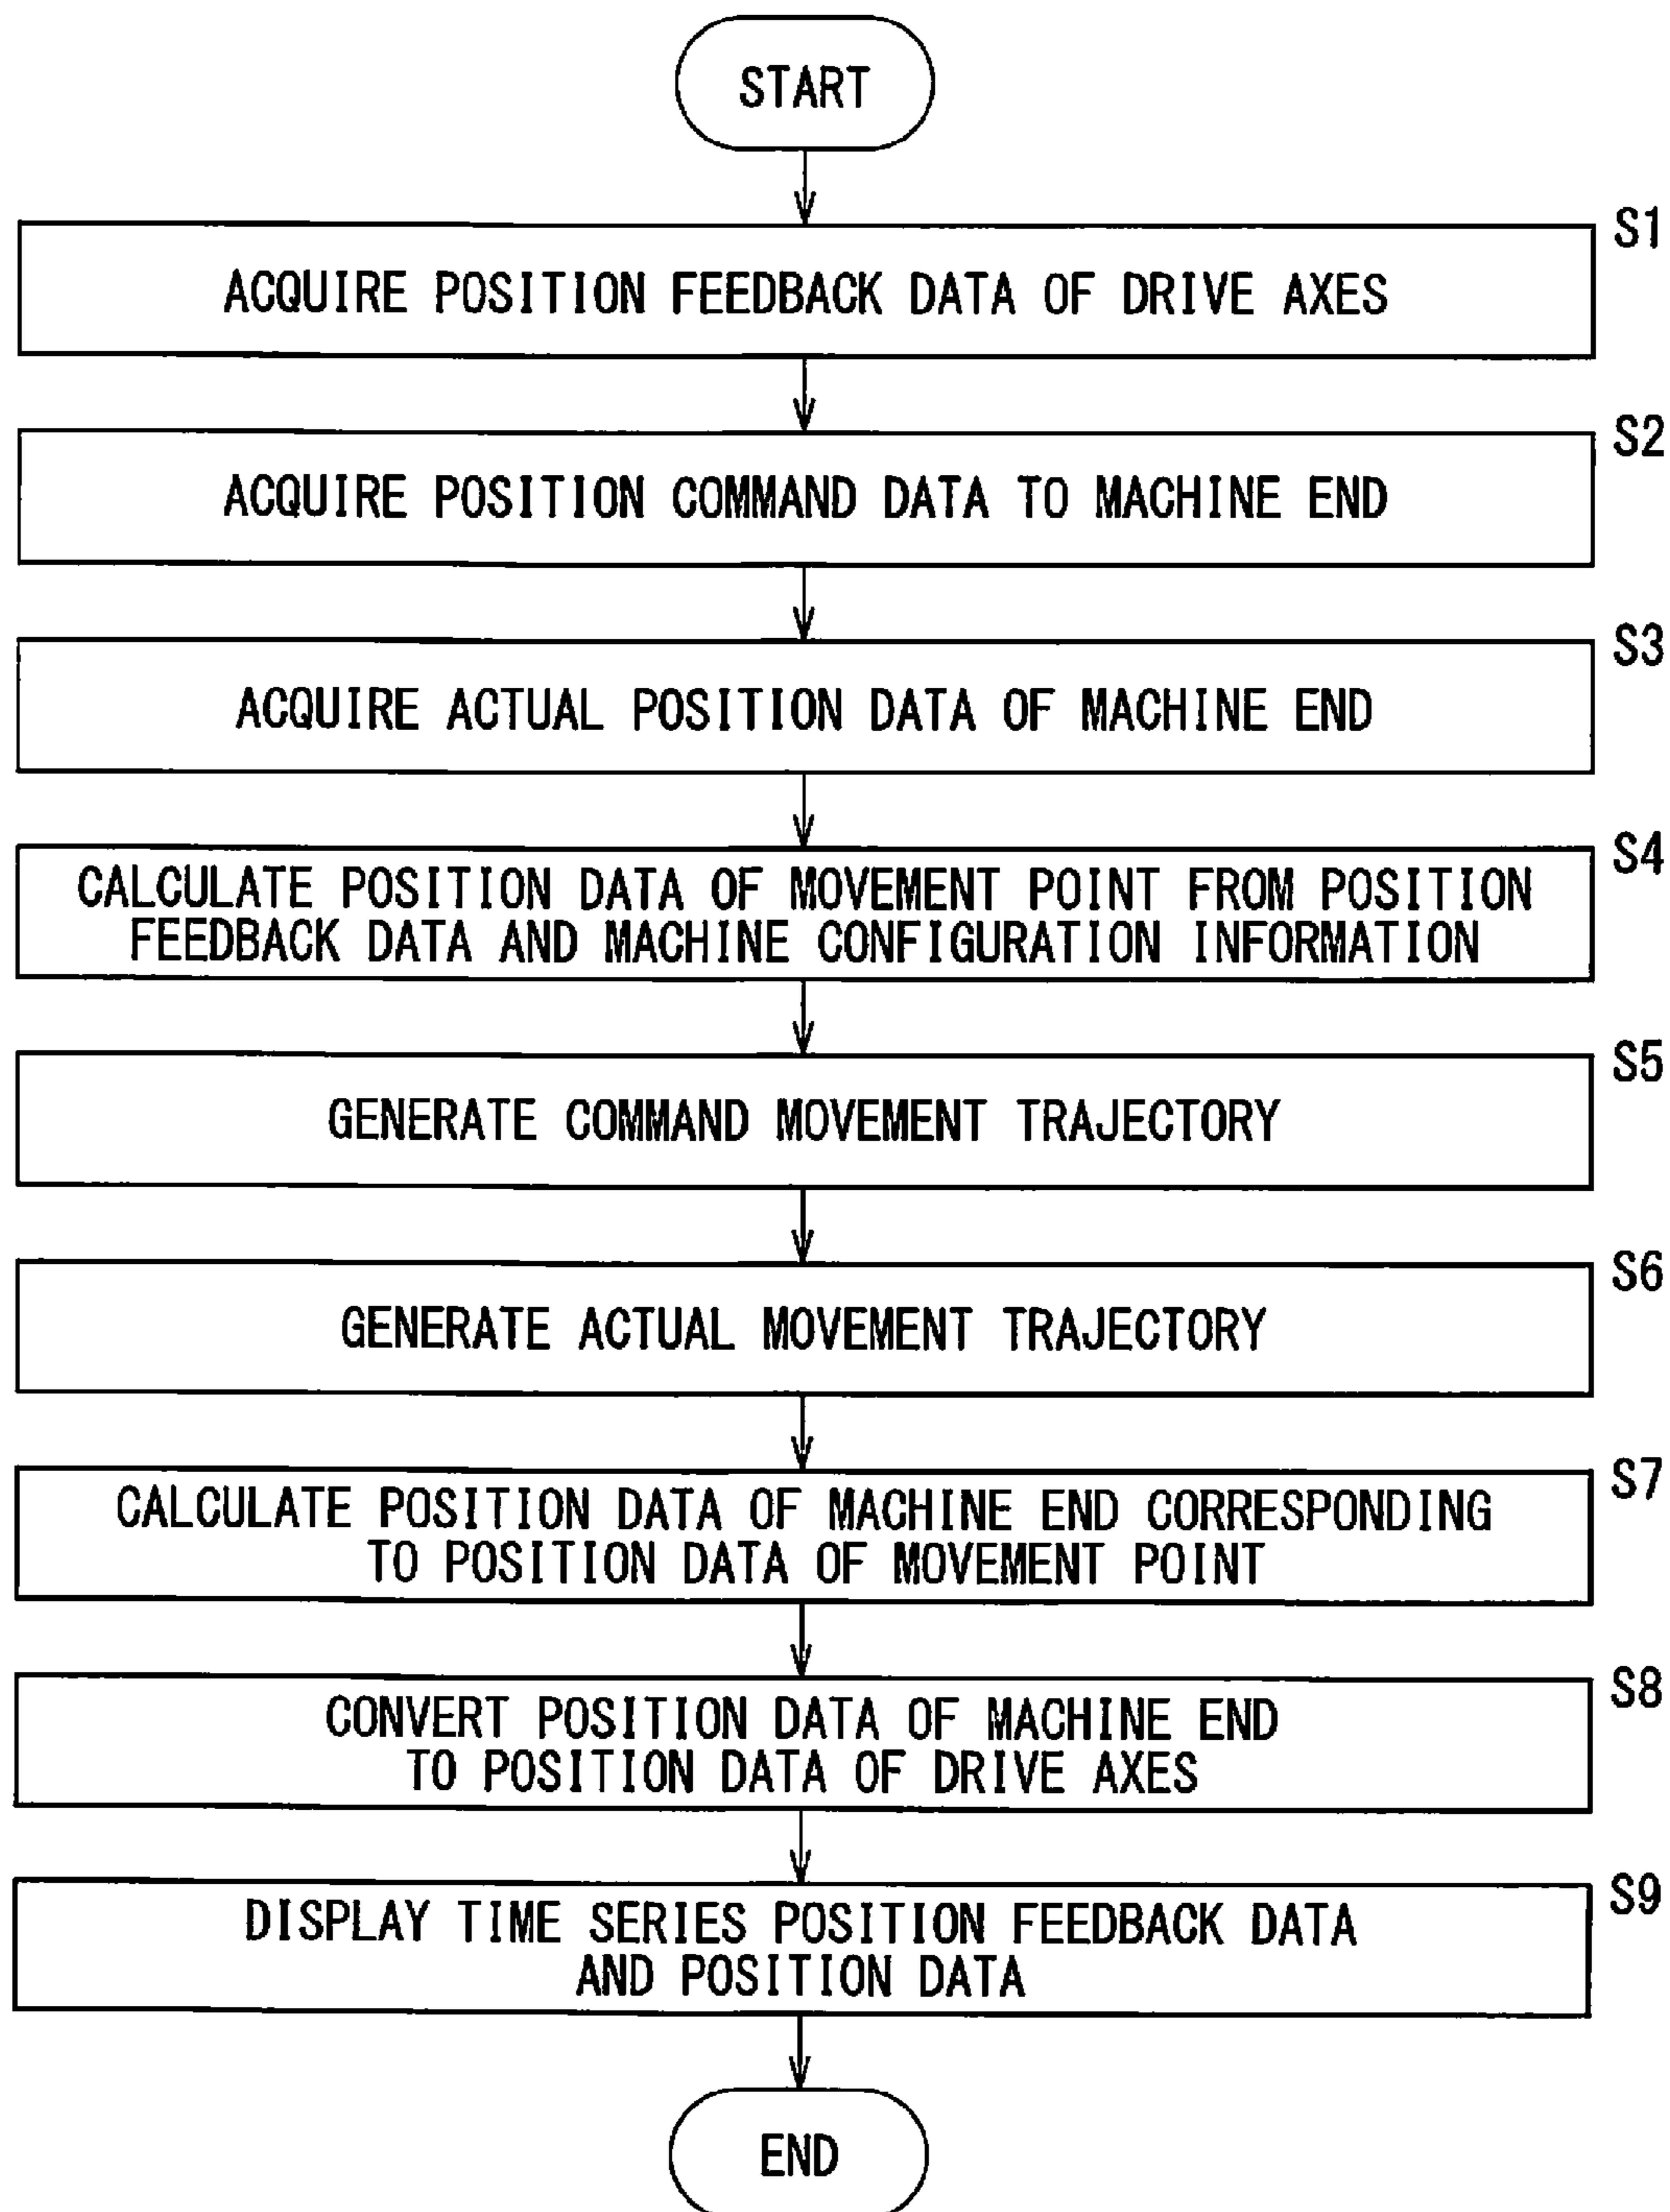 START
S1
ACQUIRE POSITION FEEDBACK DATA OF DRIVE AXES
S2
ACQUIRE POSITION COMMAND DATA TO MACHINE END
S3
ACQUIRE ACTUAL POSITION DATA OF MACHINE END
S4
CALCULATE POSITION DATA OF MOVEMENT POINT FROM POSITION
FEEDBACK DATA AND MACHINE CONFIGURATION INFORMATION
S5
GENERATE COMMAND MOVEMENT TRAJECTORY
S6
GENERATE ACTUAL MOVEMENT TRAJECTORY
S7
CALCULATE POSITION DATA OF MACHINE END CORRESPONDING
TO POSITION DATA OF MOVEMENT POINT
S8
CONVERT POSITION DATA OF MACHINE END
TO POSITION DATA OF DRIVE AXES
S9
DISPLAY TIME SERIES POSITION FEEDBACK DATA
AND POSITION DATA
END